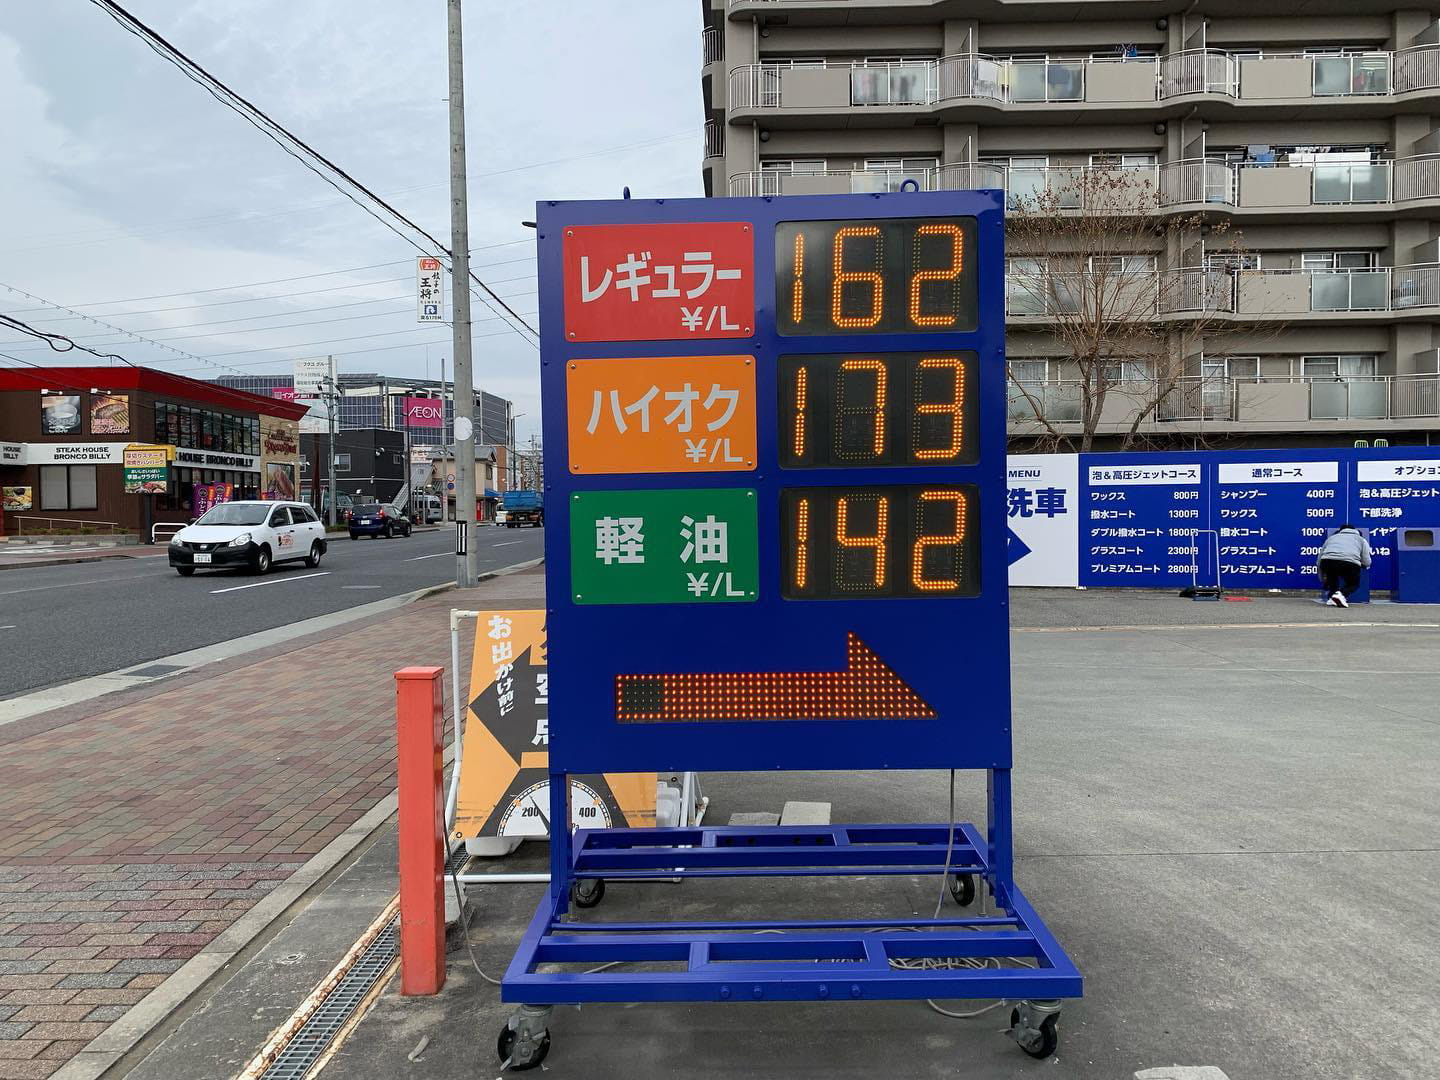 レギュラー
¥/L
162
ハイオク
¥/L
173
軽油
¥/L
142
王将
AEON
STEAK HOUSE
BRONCO BILLY
HOUSE BRONCO BILLY
お出かけ前に
200
400
MENU
洗車
泡&高圧ジェットコース
ワックス 800円
撥水コート 1300円
ダブル撥水コート 1800円
グラスコート 2300円
プレミアムコート 2800円
通常コース
シャンプー 400円
ワックス 500円
撥水コート 1000
グラスコート 200
プレミアムコート 250
オプション
泡&高圧ジェット
下部洗浄